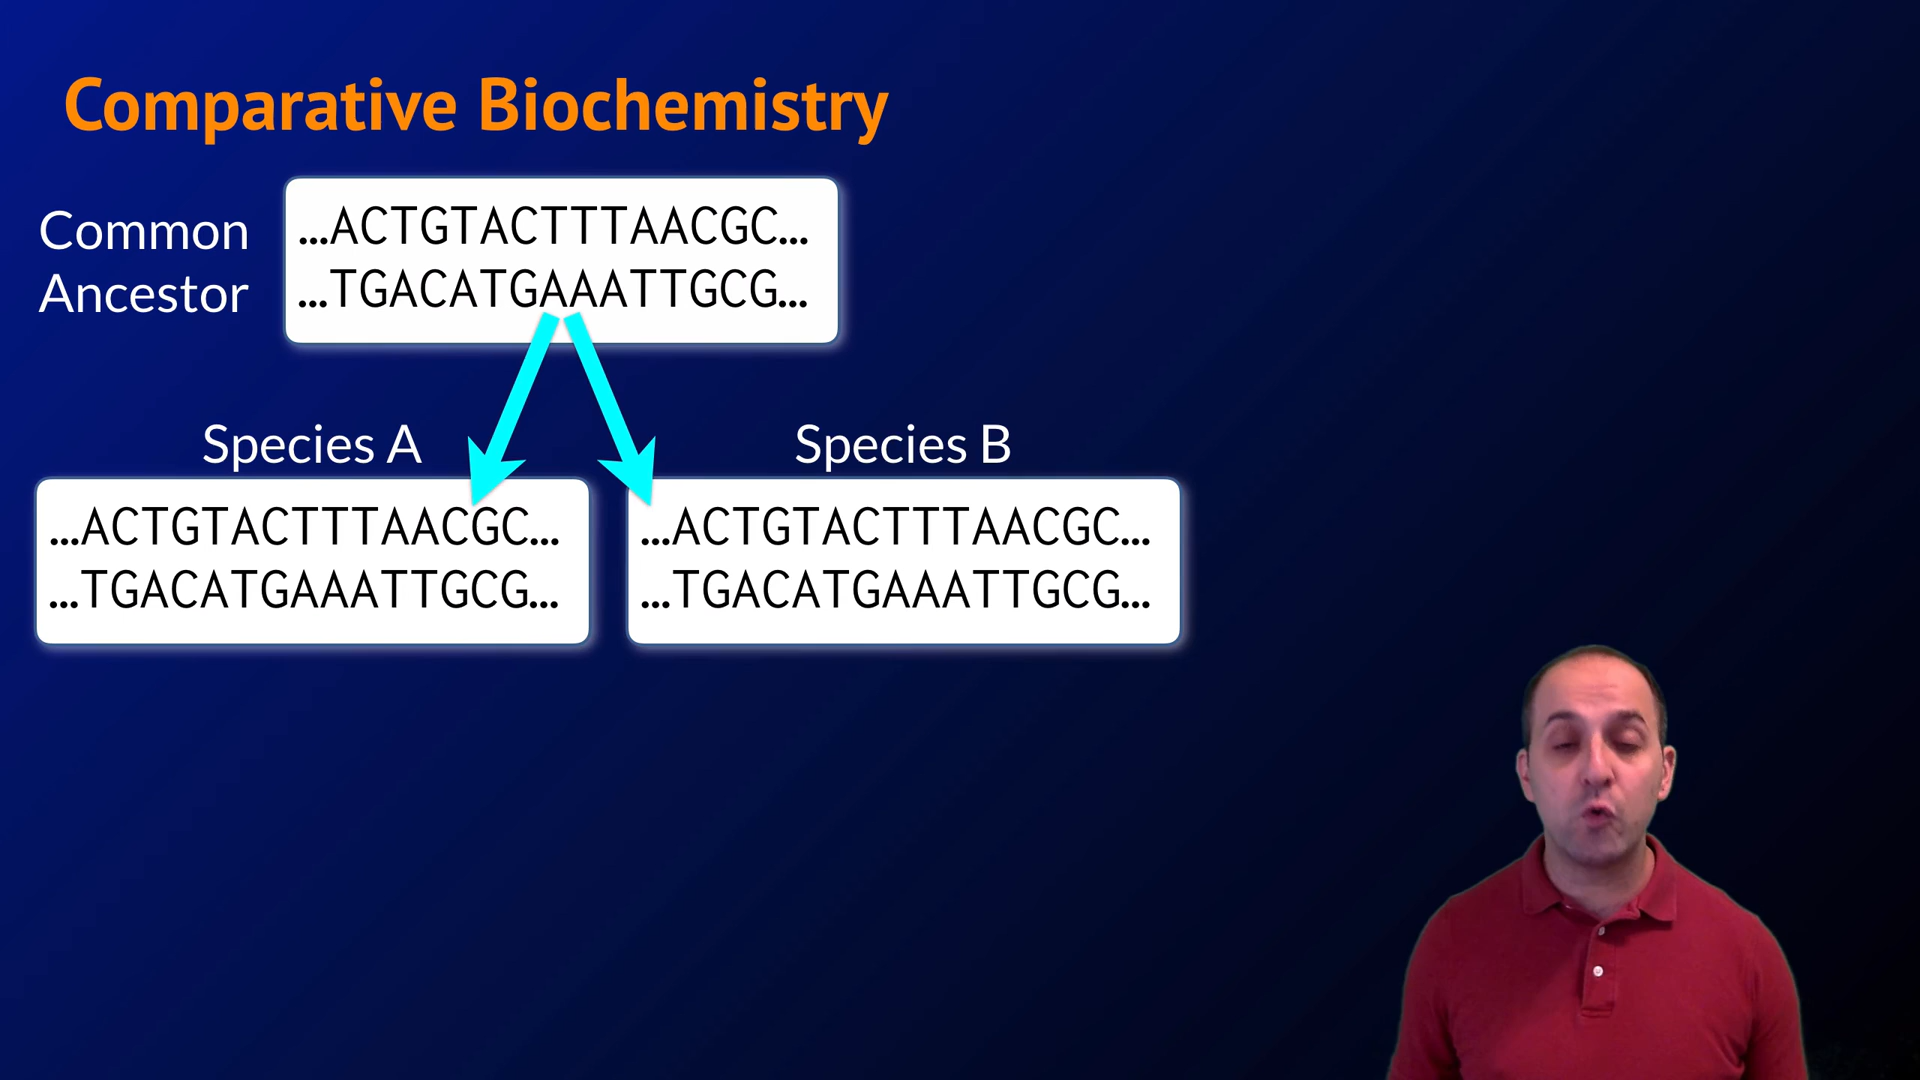 Comparative Biochemistry
Common
Ancestor
...ACTGTACTTTAACGC...
...TGACATGAAATTGCG...
Species A
...ACTGTACTTTAACGC...
...TGACATGAAATTGCG...
Species B
...ACTGTACTTTAACGC...
...TGACATGAAATTGCG...